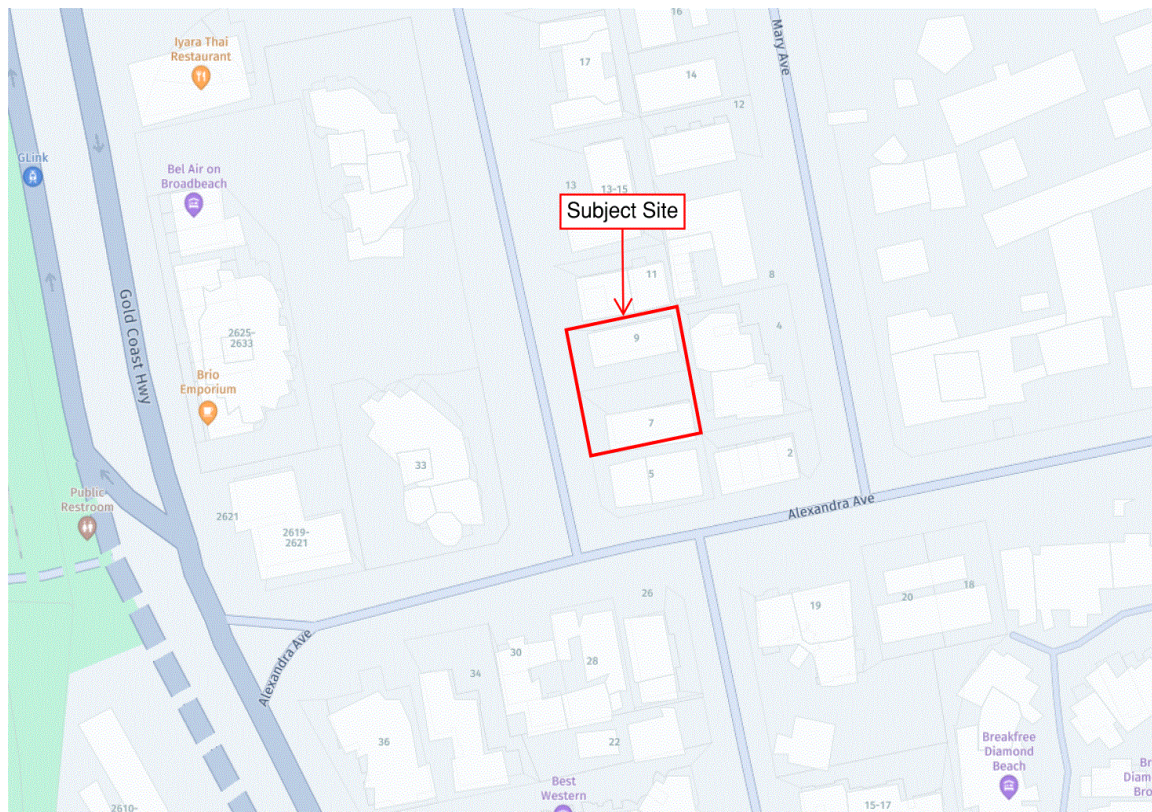 16
Iyara Thai
Restaurant
Mary Ave
17
14
12
GLink
Bel Air on
Broadbeach
13
13-15
Subject Site
11
8
Gold Coast Hwy
2625-
2633
9
4
Brio
Emporium
7
33
5
2
Public
Restroom
2621
2619-
2621
Alexandra Ave
26
19
20
18
30
28
34
Alexandra Ave
36
22
Breakfree
Diamond
Beach
Best
Western
Br
Diamo
Bro
15-17
2610-